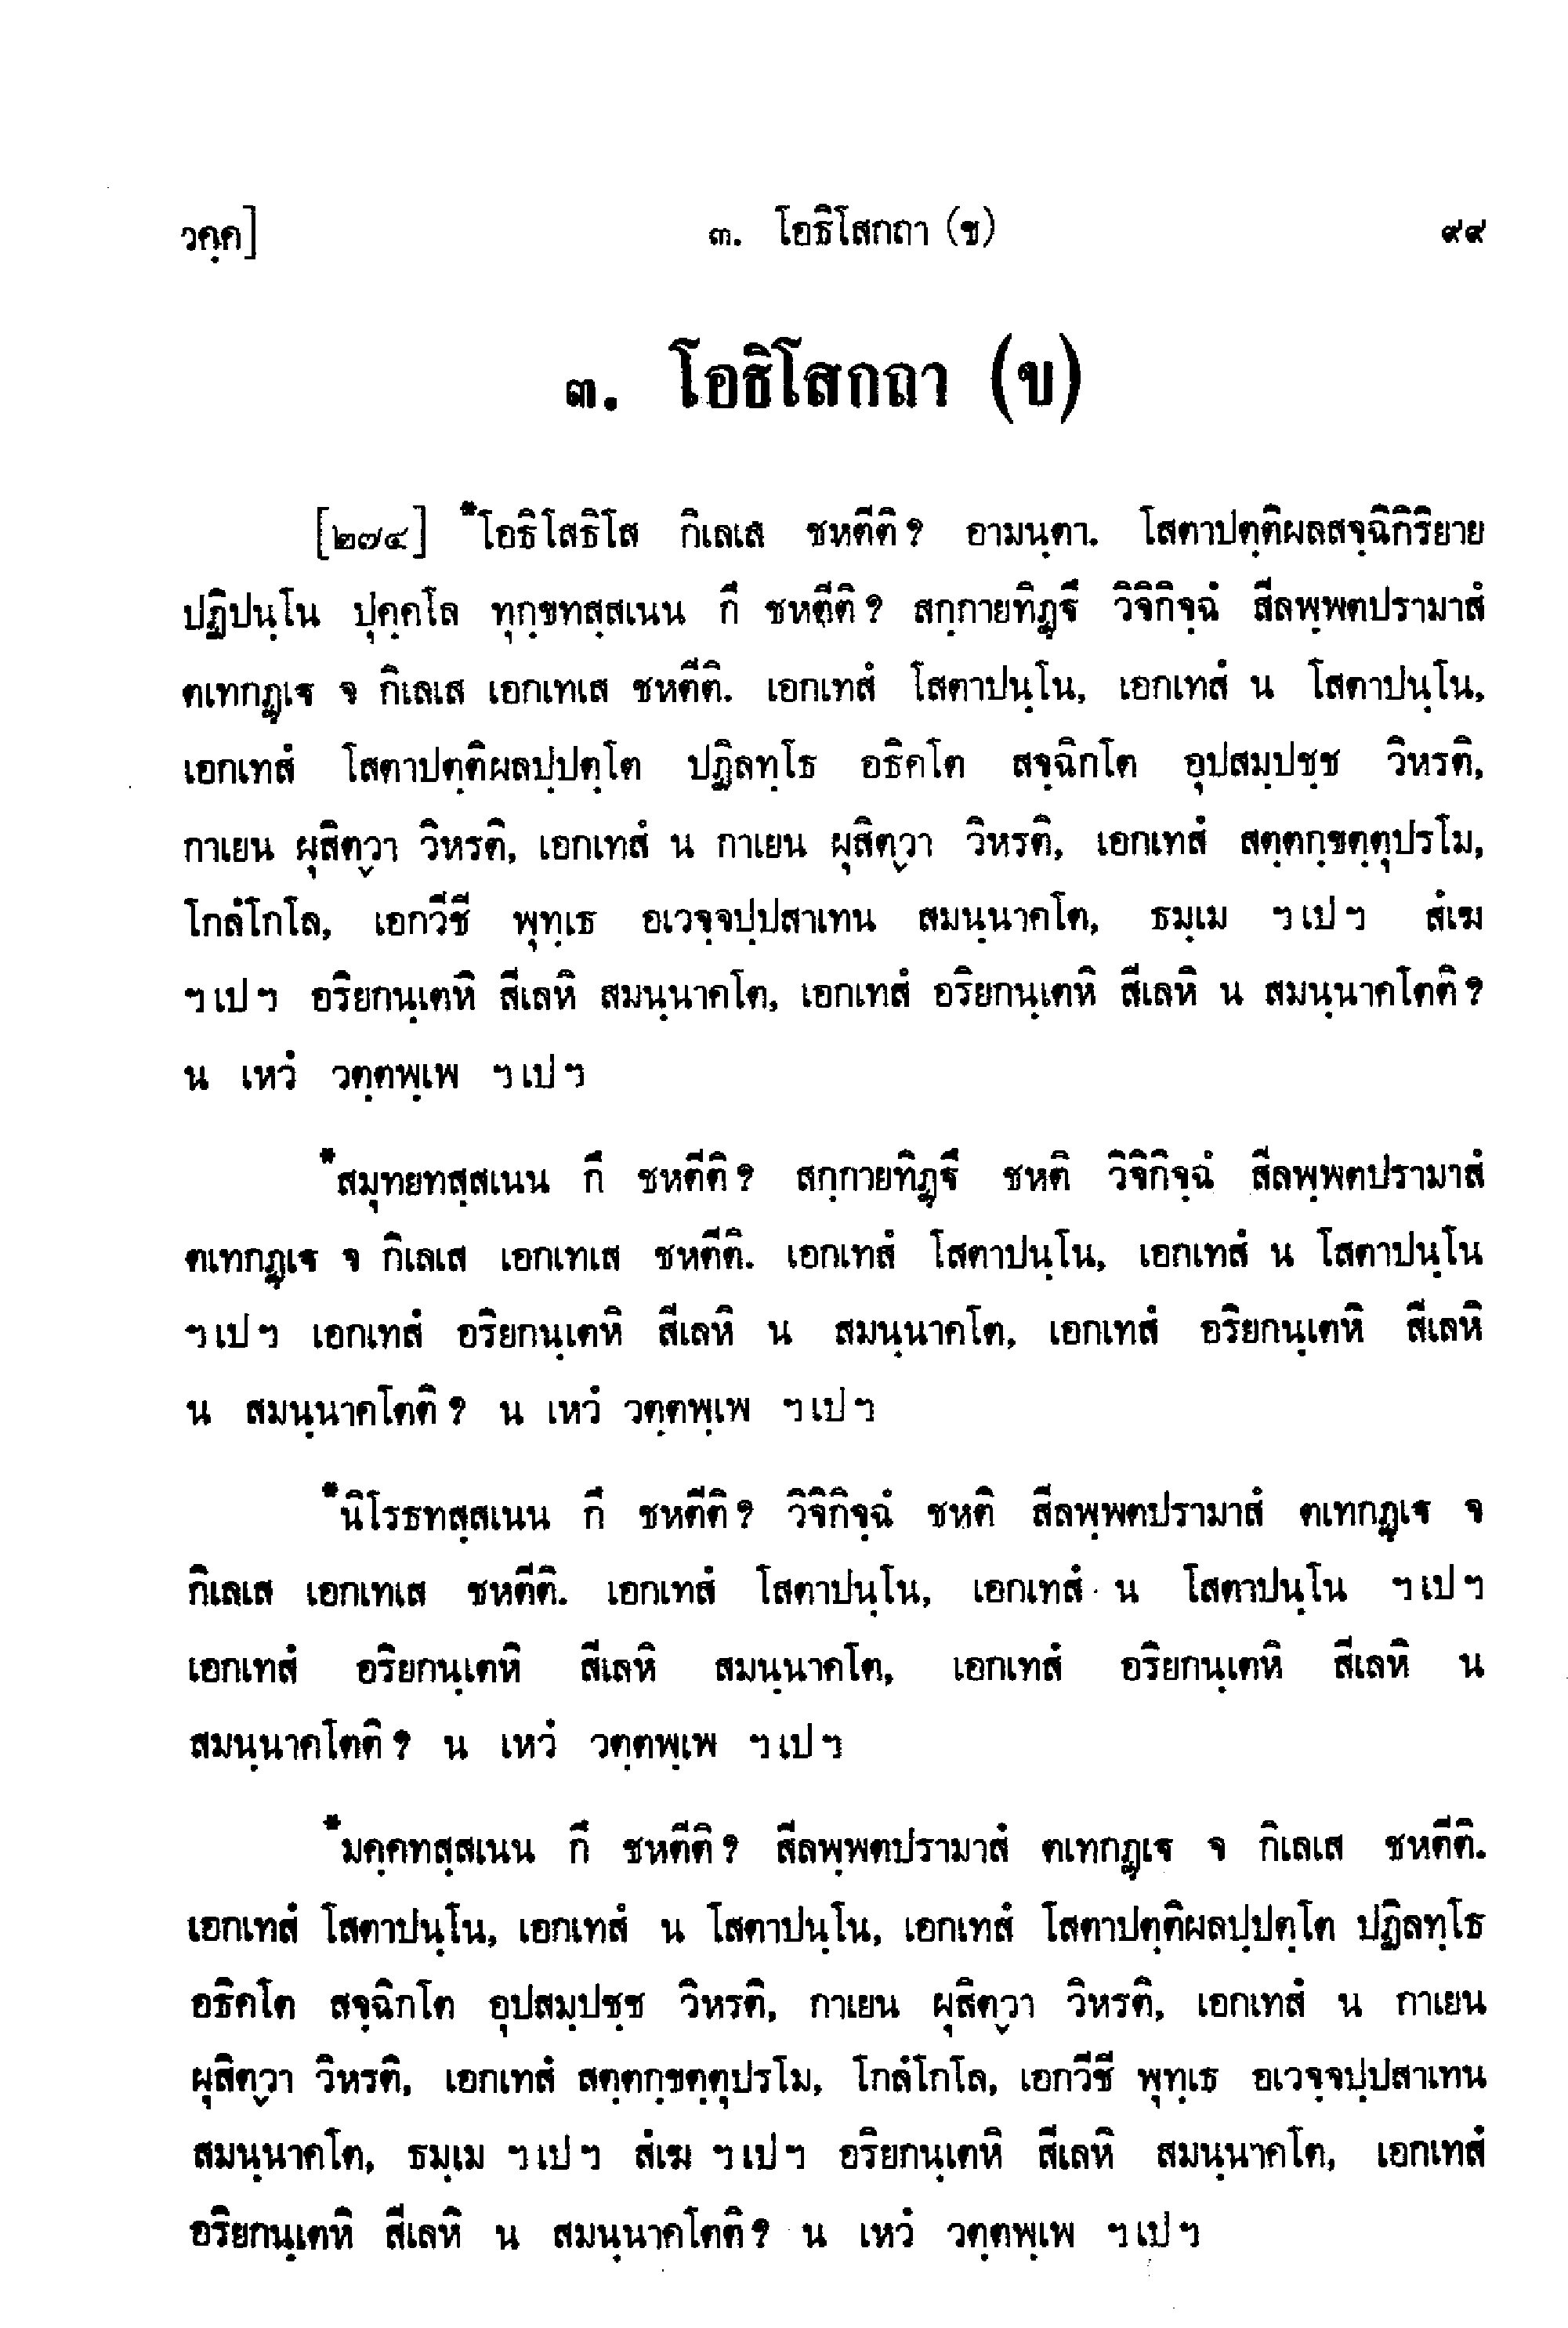 วคฺค]
๓. โอธิโสกถา (ข)
๙๙
๓. โอธิโสกถา (ข)
[๒๗๔] *โอธิโสธิโส กิเลเส ชหตีติ? อามนฺตา. โสตาปตฺติผลสจฺฉิกิริยาย
ปฏิปนฺโน ปุคฺคโล ทุกฺขทสฺสเนน กึ ชหตีติ? สกฺกายทิฏฺฐึ วิจิกิจฺฉํ สีลพฺพตปรามาสํ
ตเทกฏฺเฐ จ กิเลเส เอกเทเส ชหตีติ. เอกเทสํ โสตาปนฺโน, เอกเทสํ น โสตาปนฺโน,
เอกเทสํ โสตาปตฺติผลปฺปตฺโต ปฏิลทฺโธ อธิคโต สจฺฉิกโต อุปสมฺปชฺช วิหรติ,
กาเยน ผุสิตฺวา วิหรติ, เอกเทสํ น กาเยน ผุสิตฺวา วิหรติ, เอกเทสํ สตฺตกฺขตฺตุปรโม,
โกลํโกโล, เอกวีชี พุทฺเธ อเวจฺจปฺปสาเทน สมนฺนาคโต, ธมฺเม ฯเปฯ สํเฆ
ฯเปฯ อริยกนฺเตหิ สีเลหิ สมนฺนาคโต, เอกเทสํ อริยกนฺเตหิ สีเลหิ น สมนฺนาคโตติ?
น เหวํ วตฺตพฺเพ ฯเปฯ
*สมุทยทสฺสเนน กึ ชหตีติ? สกฺกายทิฏฺฐึ ชหติ วิจิกิจฺฉํ สีลพฺพตปรามาสํ
ตเทกฏฺเฐ จ กิเลเส เอกเทเส ชหตีติ. เอกเทสํ โสตาปนฺโน, เอกเทสํ น โสตาปนฺโน
ฯเปฯ เอกเทสํ อริยกนฺเตหิ สีเลหิ น สมนฺนาคโต, เอกเทสํ อริยกนฺเตหิ สีเลหิ
น สมนฺนาคโตติ? น เหวํ วตฺตพฺเพ ฯเปฯ
*นิโรธทสฺสเนน กึ ชหตีติ? วิจิกิจฺฉํ ชหติ สีลพฺพตปรามาสํ ตเทกฏฺเฐ จ
กิเลเส เอกเทเส ชหตีติ. เอกเทสํ โสตาปนฺโน, เอกเทสํ น โสตาปนฺโน ฯเปฯ
เอกเทสํ อริยกนฺเตหิ สีเลหิ สมนฺนาคโต, เอกเทสํ อริยกนฺเตหิ สีเลหิ น
สมนฺนาคโตติ? น เหวํ วตฺตพฺเพ ฯเปฯ
*มคฺคทสฺสเนน กึ ชหตีติ? สีลพฺพตปรามาสํ ตเทกฏฺเฐ จ กิเลเส ชหตีติ.
เอกเทสํ โสตาปนฺโน, เอกเทสํ น โสตาปนฺโน, เอกเทสํ โสตาปตฺติผลปฺปตฺโต ปฏิลทฺโธ
อธิคโต สจฺฉิกโต อุปสมฺปชฺช วิหรติ, กาเยน ผุสิตฺวา วิหรติ, เอกเทสํ น กาเยน
ผุสิตฺวา วิหรติ, เอกเทสํ สตฺตกฺขตฺตุปรโม, โกลํโกโล, เอกวีชี พุทฺเธ อเวจฺจปฺปสาเทน
สมนฺนาคโต, ธมฺเม ฯเปฯ สํเฆ ฯเปฯ อริยกนฺเตหิ สีเลหิ สมนฺนาคโต, เอกเทสํ
อริยกนฺเตหิ สีเลหิ น สมนฺนาคโตติ? น เหวํ วตฺตพฺเพ ฯเปฯ